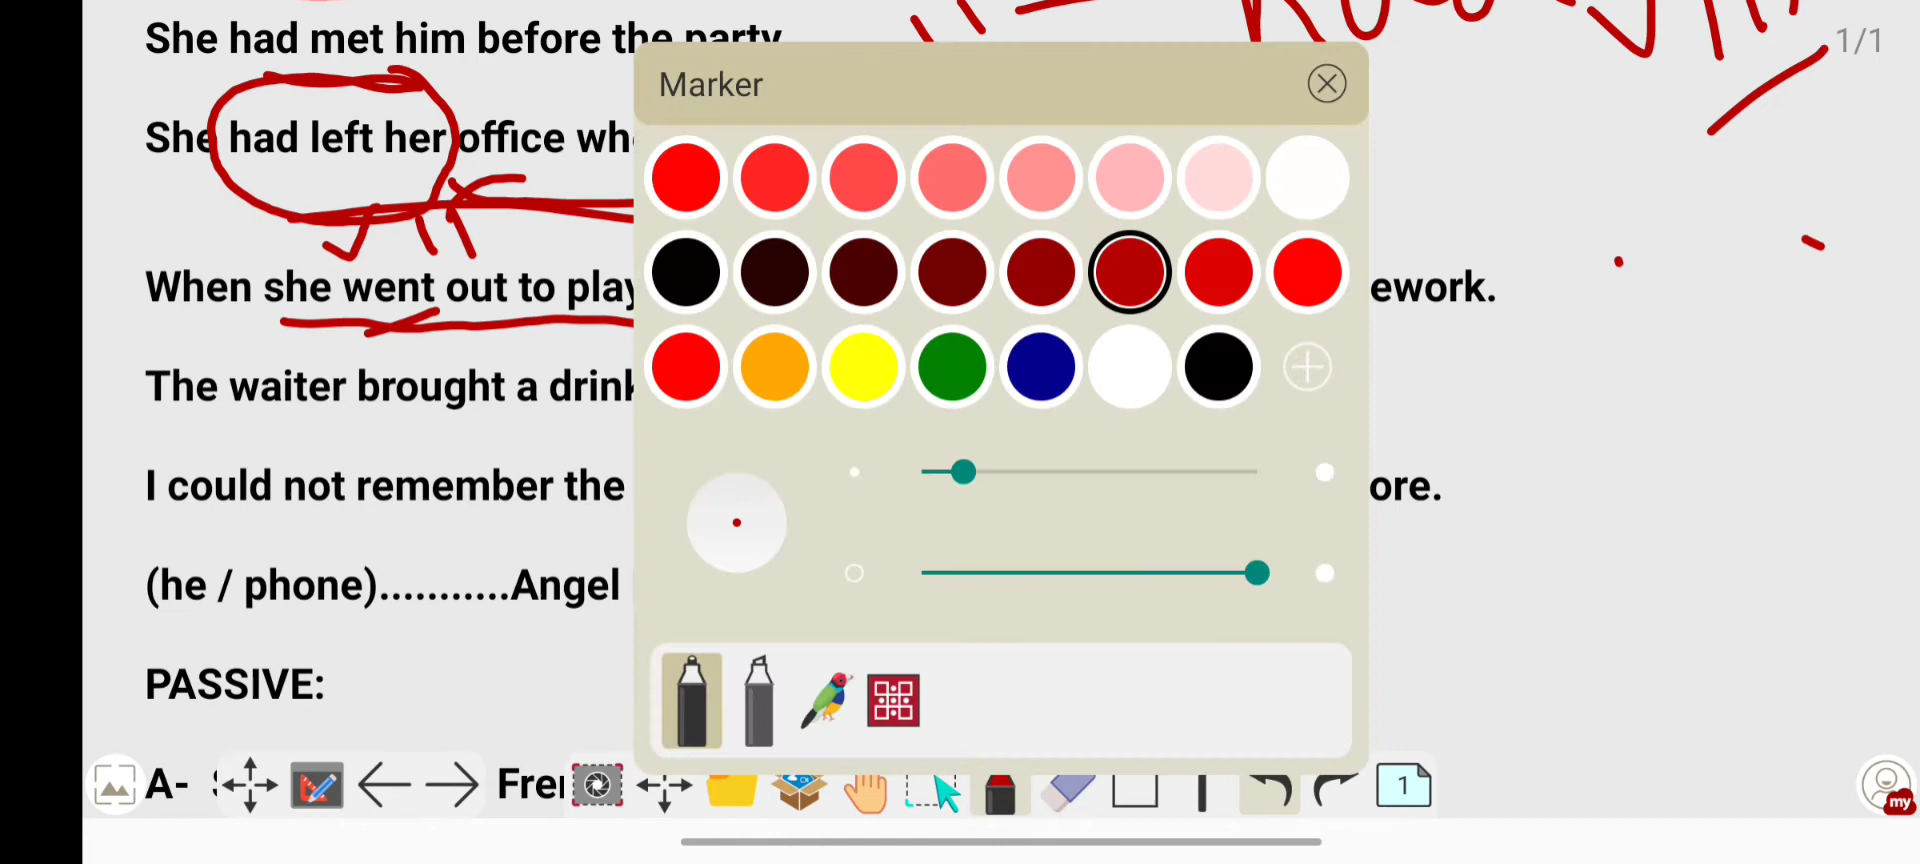 She had met him before the party
1/1
Marker
She had left her office wh
When she went out to play
ework.
The waiter brought a drink
I could not remember the
ore.
(he / phone)...........Angel
PASSIVE:
A-
Fre
1
my